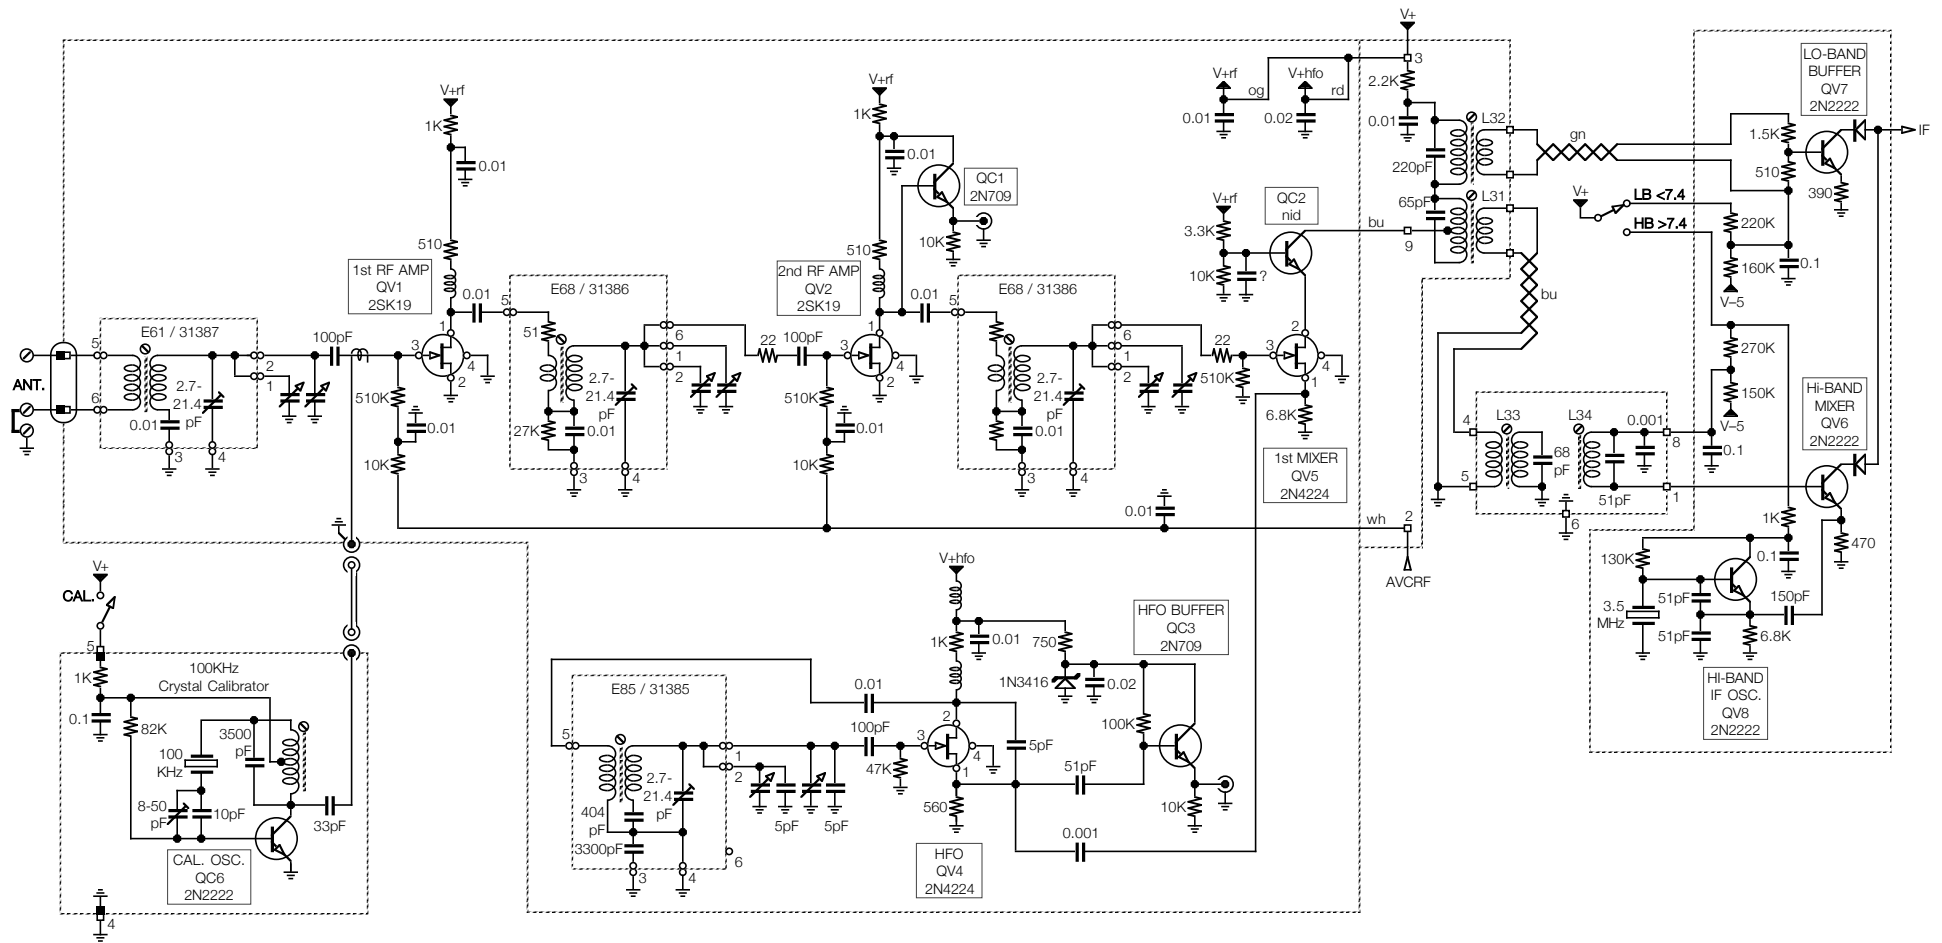 V+
LO-BAND
BUFFER
QV7
2N2222
3
V+rf
V+hfo
2.2K
og
rd
0.01
0.02
0.01
L32
gn
1.5K
IF
V+rf
V+rf
1K
1K
0.01
0.01
220pF
510
390
QC1
2N709
QC2
nid
V+
LB <7.4
L31
65pF
HB >7.4
220K
V+rf
3.3K
bu
9
10K
510
510
160K
0.1
V–5
10K
?
bu
1st RF AMP
QV1
2SK19
2nd RF AMP
QV2
2SK19
0.01
0.01
E68 / 31386
E68 / 31386
5
5
E61 / 31387
100pF
1
51
6
22
100pF
1
6
22
2
5
3
4
3
4
3
4
270K
ANT.
2
1
2.7-
21.4
pF
2
1
2
2.7-
21.4
pF
2
1
2
2.7-
21.4
pF
1
510K
510K
510K
150K
V–5
Hi-BAND
MIXER
QV6
2N2222
6
0.01
0.01
27K
0.01
0.01
0.01
6.8K
4
L33
L34
0.001
8
0.1
3
4
10K
3
4
10K
3
4
1st MIXER
QV5
2N4224
5
68
pF
51pF
1
6
0.01
wh
2
1K
470
AVCRF
130K
0.1
V+
CAL.
V+hfo
51pF
150pF
3.5
MHz
51pF
6.8K
HFO BUFFER
QC3
2N709
1K
0.01
750
5
100KHz
Crystal Calibrator
1K
1N3416
0.02
HI-BAND
IF OSC.
QV8
2N2222
E85 / 31385
0.01
0.1
82K
3500
pF
100pF
2
100K
5
3
4
5pF
100
KHz
1
2
47K
1
51pF
2.7-
21.4
pF
8-50
pF
10pF
33pF
404
pF
5pF
5pF
560
10K
0.001
3300pF
6
CAL. OSC.
QC6
2N2222
3
4
HFO
QV4
2N4224
4